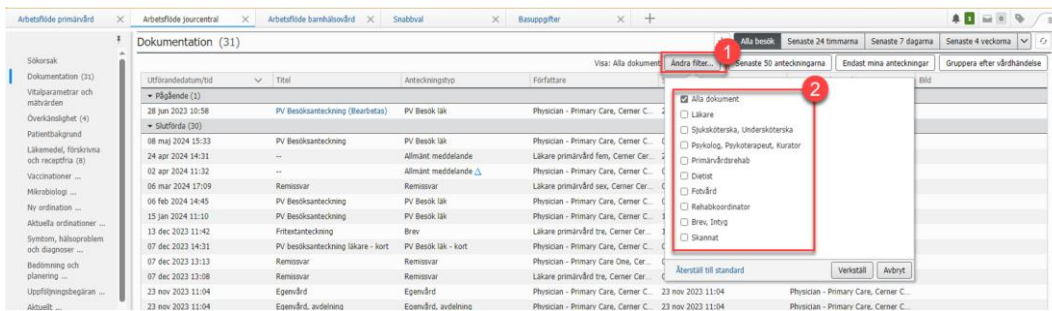 Arbetsflöde primärvård Arbetsflöde jourcentral Arbetsflöde barnhälsovård Snabbval Basuppgifter
Dokumentation (31) Alla besök Senaste 24 timmarna Senaste 7 dagarna Senaste 4 veckorna
1
Visa: Alla dokument Ändra filter... Senaste 50 anteckningarna Endast mina anteckningar Gruppera efter vårdhändelse
Sökorsak
Dokumentation (31)
Vitalparametrar och
mätvärden
Överkänslighet (4)
Patientbakgrund
Läkemedel, förskrivna
och receptfria (8)
Vaccinationer ...
Mikrobiologi ...
Ny ordination ...
Aktuella ordinationer ...
Symtom, hälsoproblem
och diagnoser ...
Bedömning och
planering ...
Uppföljningsbegäran ...
Aktuellt ...
Utförandedatum/tid Titel Anteckningstyp Författare Bild
Pågående (1)
28 jun 2023 10:58 PV Besöksanteckning (Bearbetas) PV Besök läk Physician - Primary Care, Cerner C...
Slutförda (30)
08 maj 2024 15:33 PV Besöksanteckning PV Besök läk Physician - Primary Care, Cerner C...
24 apr 2024 14:31 -- Allmänt meddelande Läkare primärvård fem, Cerner Cer...
02 apr 2024 11:32 -- Allmänt meddelande Physician - Primary Care, Cerner C...
06 mar 2024 17:09 Remissvar Remissvar Läkare primärvård sex, Cerner Cer...
06 feb 2024 14:45 PV Besöksanteckning PV Besök läk Physician - Primary Care, Cerner C...
15 jan 2024 11:10 PV Besöksanteckning PV Besök läk Physician - Primary Care, Cerner C...
13 dec 2023 11:42 Fritextanteckning Brev Läkare primärvård tre, Cerner Cer...
07 dec 2023 14:31 PV besöksanteckning läkare - kort PV Besök läk - kort Physician - Primary Care, Cerner C...
07 dec 2023 13:13 Remissvar Remissvar Physician - Primary Care One, Cer...
07 dec 2023 13:08 Remissvar Remissvar Läkare primärvård tre, Cerner Cer...
23 nov 2023 11:04 Egenvård Egenvård Physician - Primary Care, Cerner C... 23 nov 2023 11:04 Physician - Primary Care, Cerner C...
23 nov 2023 11:04 Egenvård, avdelning Egenvård, avdelning Physician - Primary Care, Cerner C... 23 nov 2023 11:04 Physician - Primary Care, Cerner C...
2
Alla dokument
Läkare
Sjuksköterska, Undersköterska
Psykolog, Psykoterapeut, Kurator
Primärvårdsrehab
Dietist
Fotvård
Rehabkoordinator
Brev, Intyg
Skannat
Återställ till standard Verkställ Avbryt